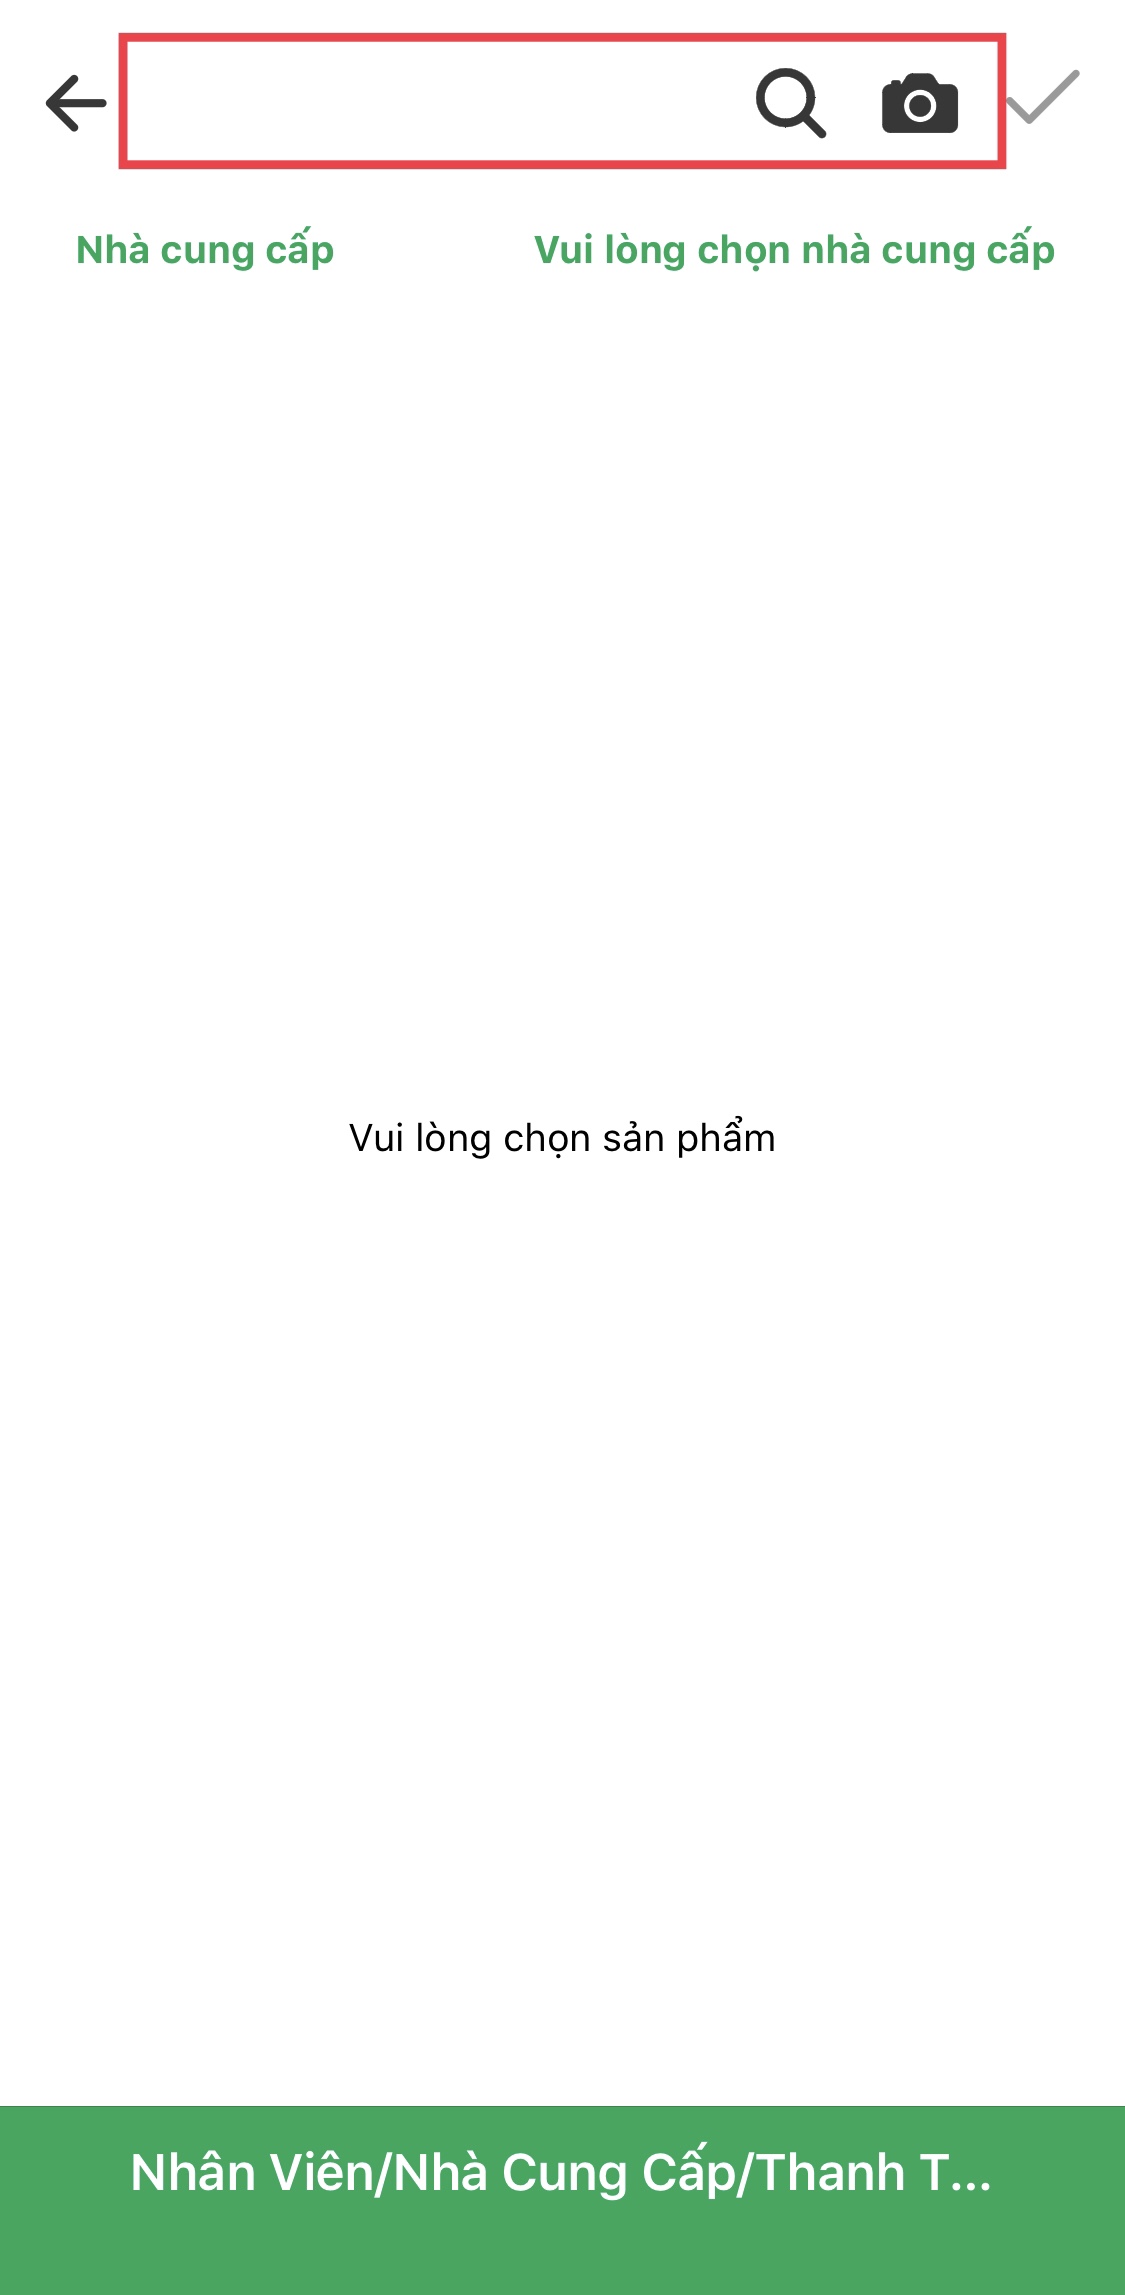 Nhà cung cấp
Vui lòng chọn nhà cung cấp
Vui lòng chọn sản phẩm
Nhân Viên/Nhà Cung Cấp/Thanh T...